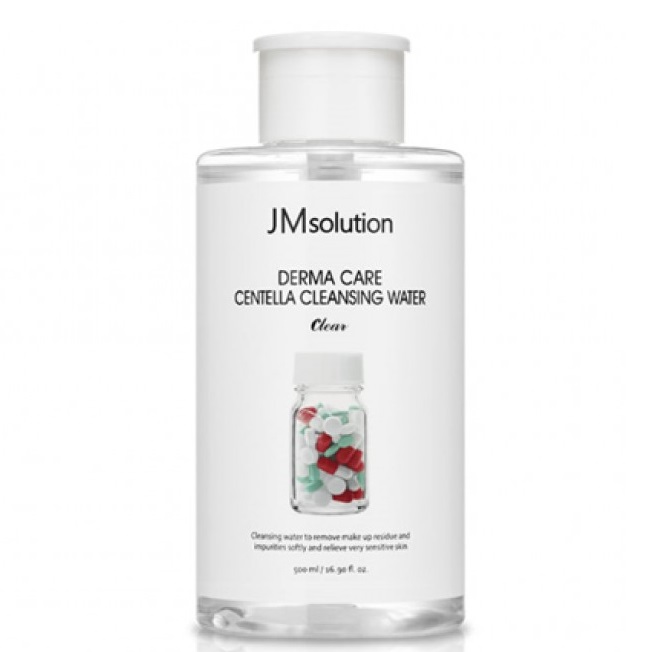 JMsolution
DERMA CARE
CENTELLA CLEANSING WATER
Clear
Cleansing water to remove make up residue and
impurities softly and relieve very sensitive skin
500 ml / 16.90 fl. oz.